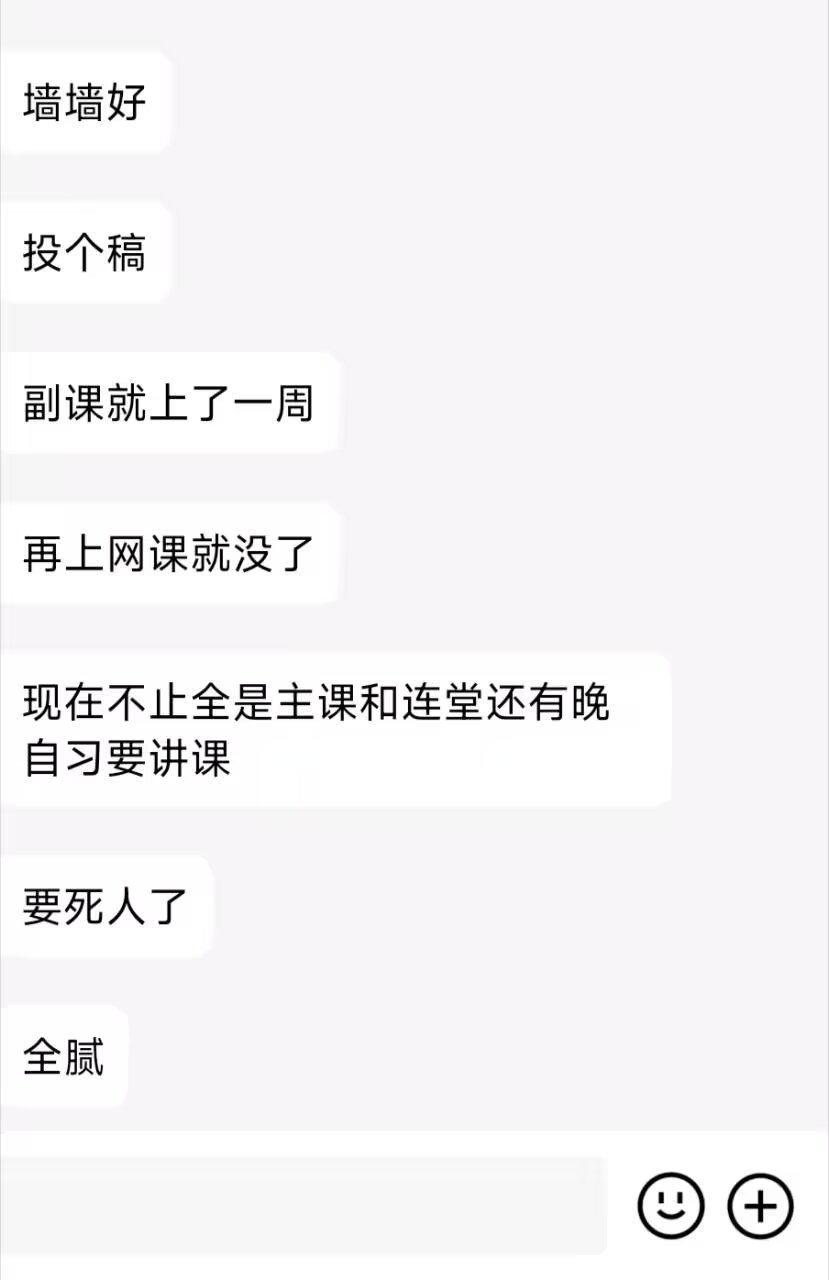 墙墙好
投个稿
副课就上了一周
再上网课就没了
现在不止全是主课和连堂还有晚
自习要讲课
要死人了
全腻